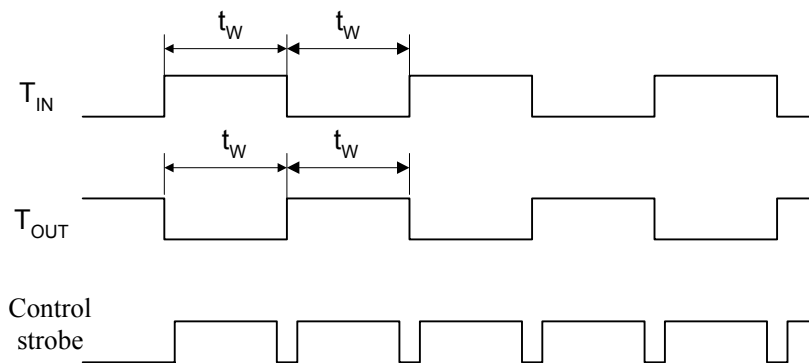 t_W t_W
T_IN
t_W t_W
T_OUT
Control
strobe